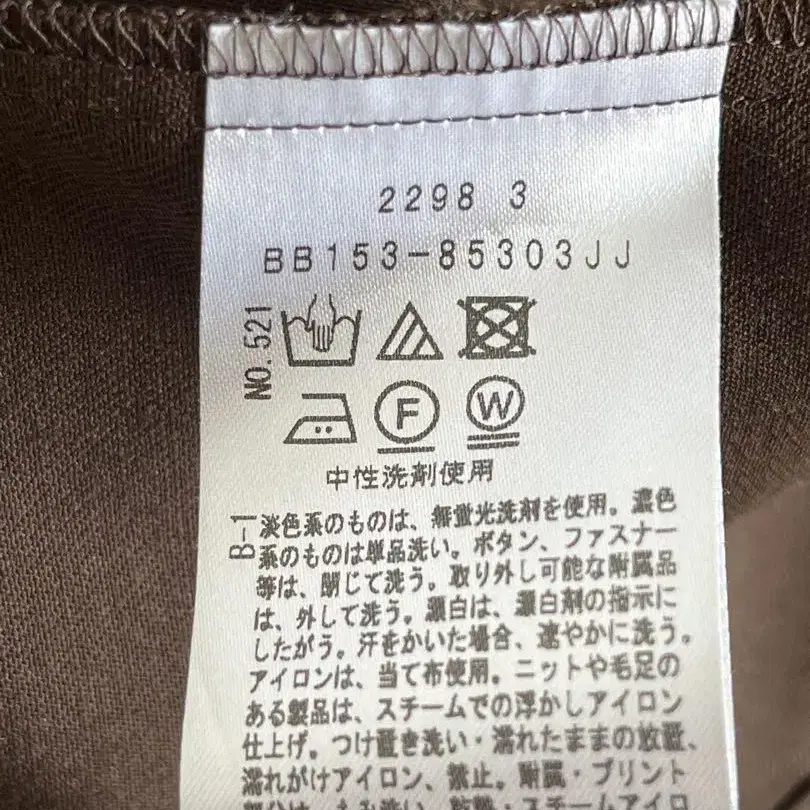 2298 3
BB153-85303JJ
NO.521
F
W
中性洗剤使用
B-1
淡色系のものは、無蛍光洗剤を使用。濃色
系のものは単品洗い。ボタン、ファスナー
等は、閉じて洗う。取り外し可能な附属品
は、外して洗う。漂白は、漂白剤の指示に
したがう。汗をかいた場合、速やかに洗う。
アイロンは、当て布使用。ニットや毛足の
ある製品は、スチームでの浮かしアイロン
仕上げ。つけ置き洗い・濡れたままの放置、
濡れがけアイロン、禁止。附属・プリント